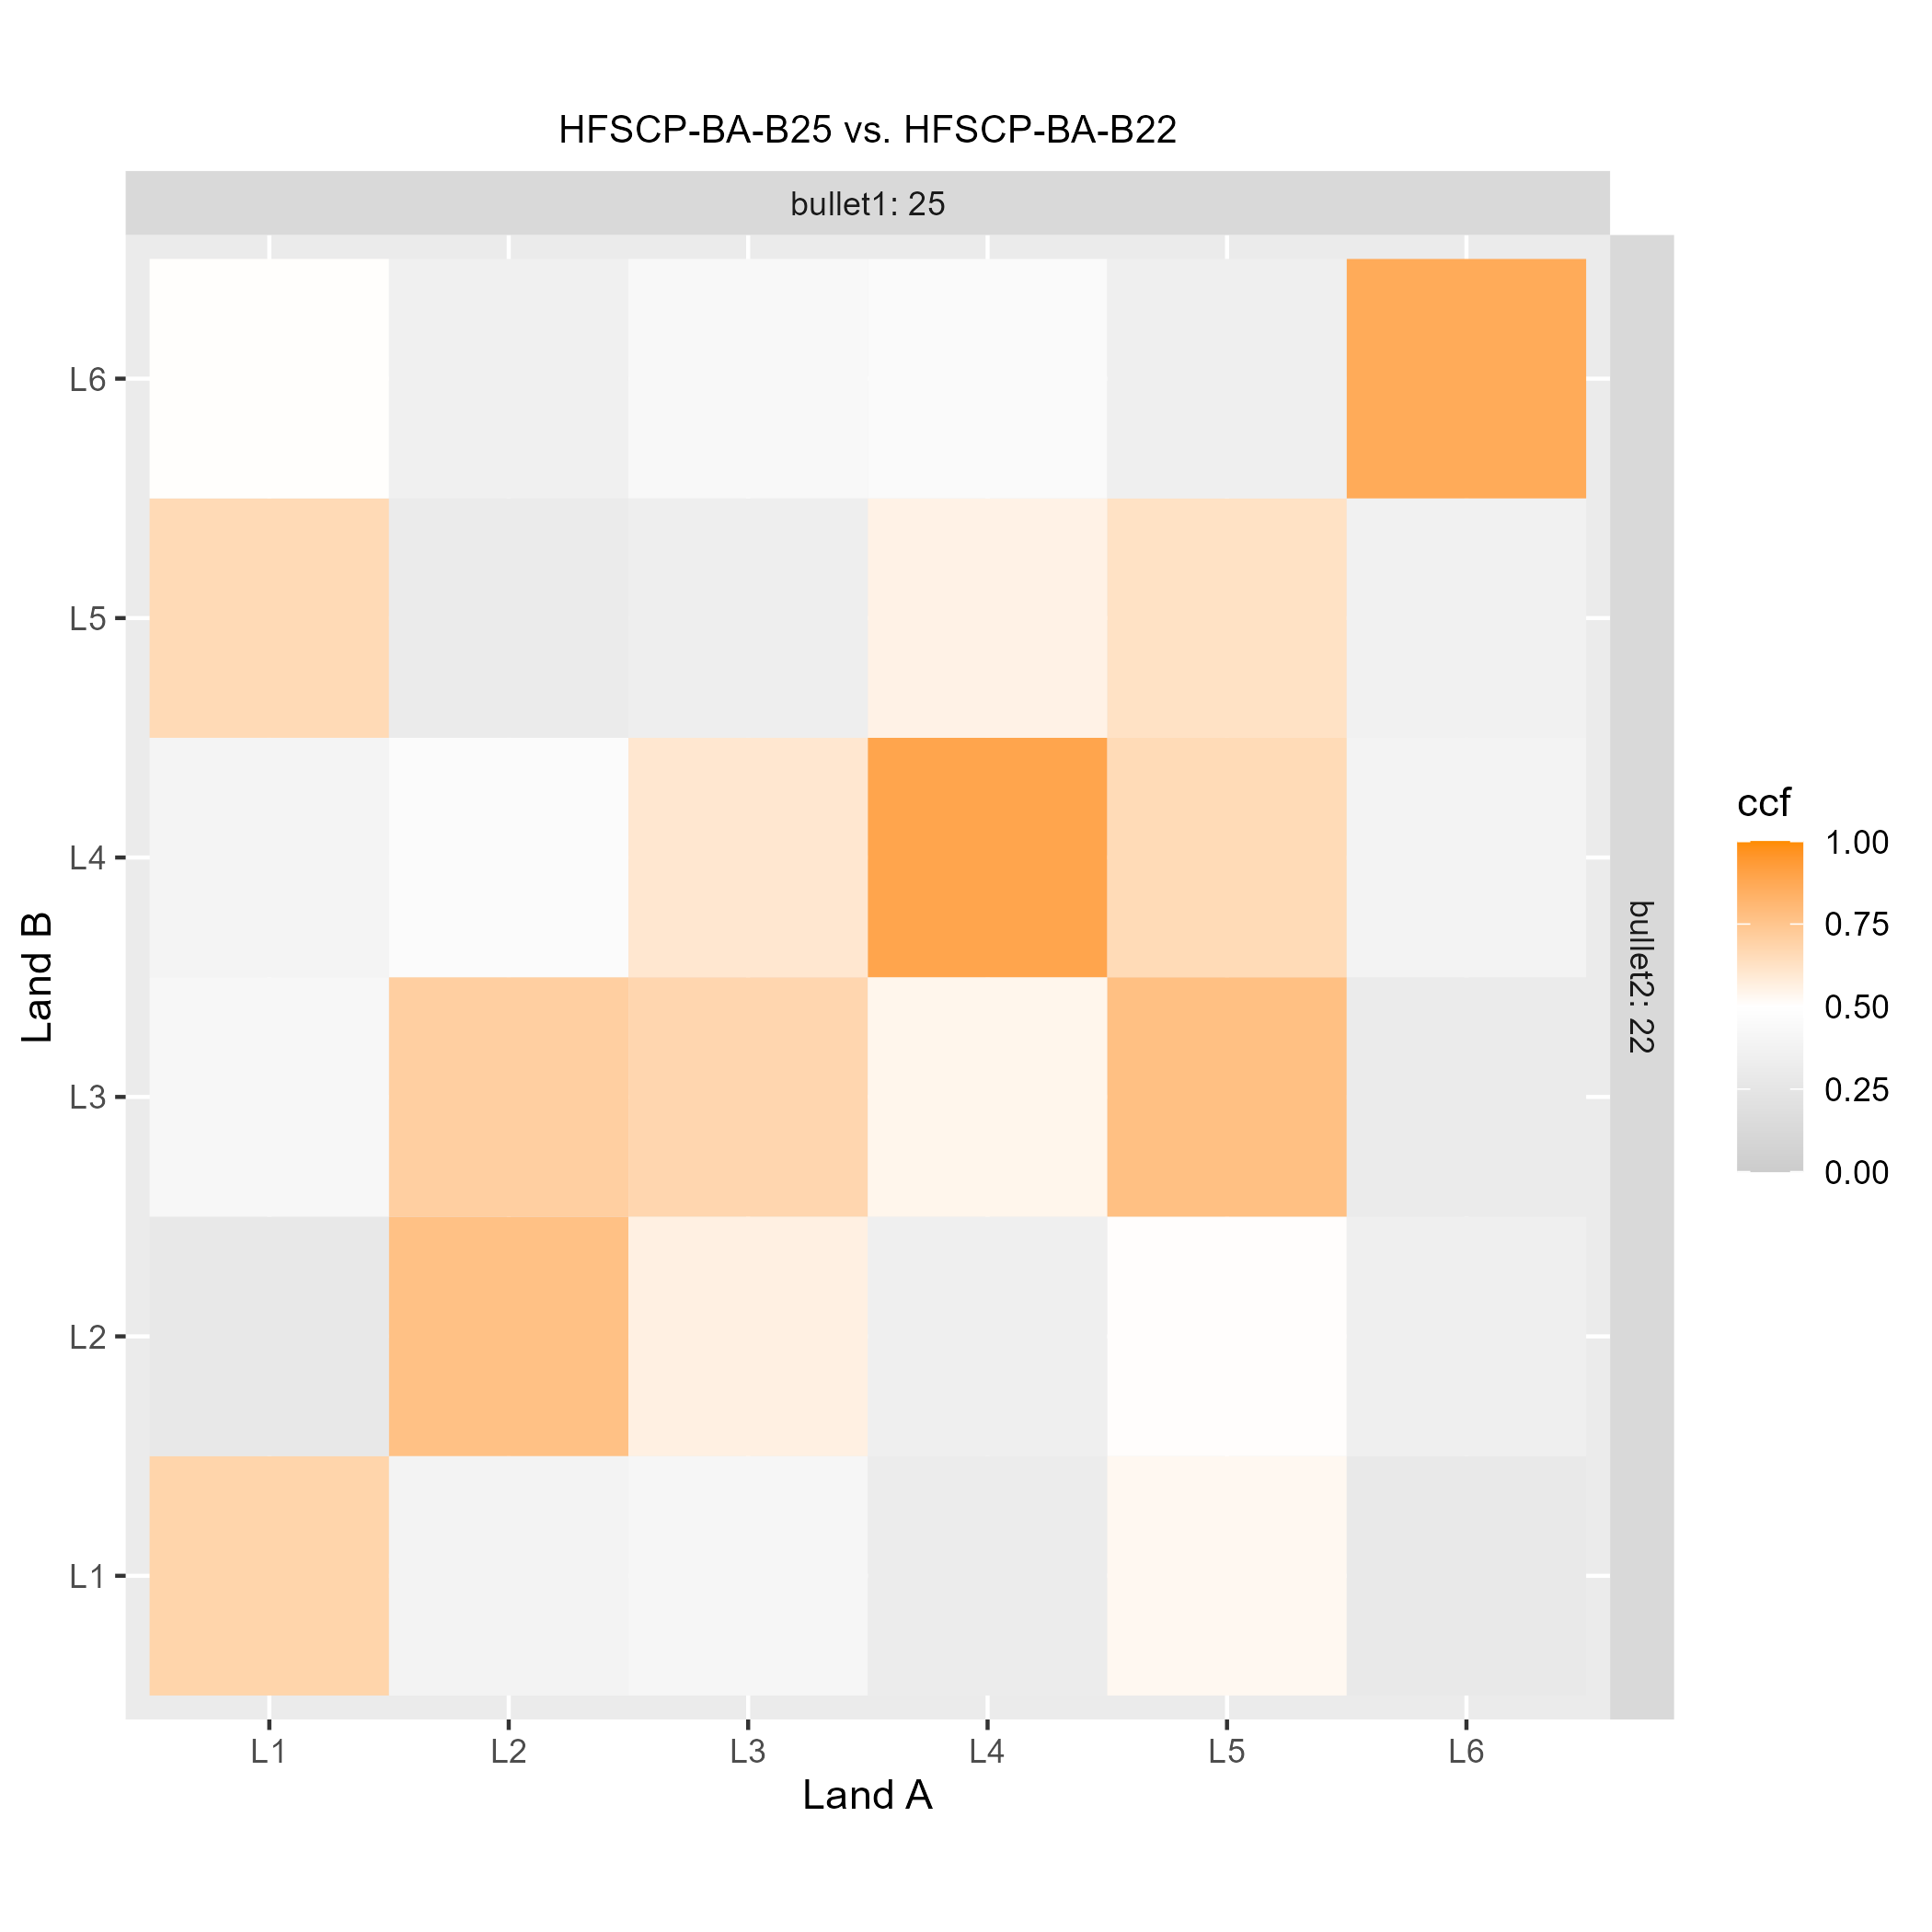 HFSCP-BA-B25 vs. HFSCP-BA-B22
bullet1: 25
L6
L5
L4
L3
L2
L1
Land B
bullet2: 22
L1 L2 L3 L4 L5 L6
Land A
ccf
1.00
0.75
0.50
0.25
0.00